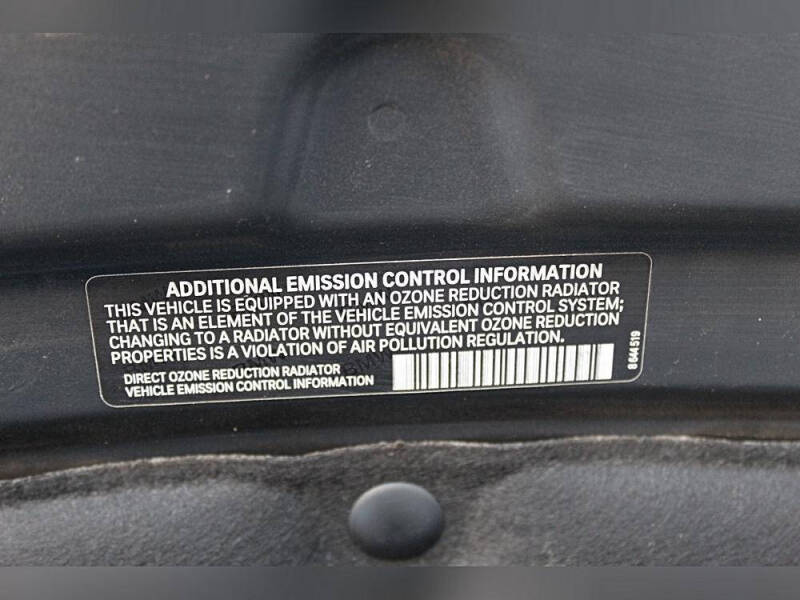 ADDITIONAL EMISSION CONTROL INFORMATION
THIS VEHICLE IS EQUIPPED WITH AN OZONE REDUCTION RADIATOR
THAT IS AN ELEMENT OF THE VEHICLE EMISSION CONTROL SYSTEM;
CHANGING TO A RADIATOR WITHOUT EQUIVALENT OZONE REDUCTION
PROPERTIES IS A VIOLATION OF AIR POLLUTION REGULATION.
DIRECT OZONE REDUCTION RADIATOR
VEHICLE EMISSION CONTROL INFORMATION
8 644 519